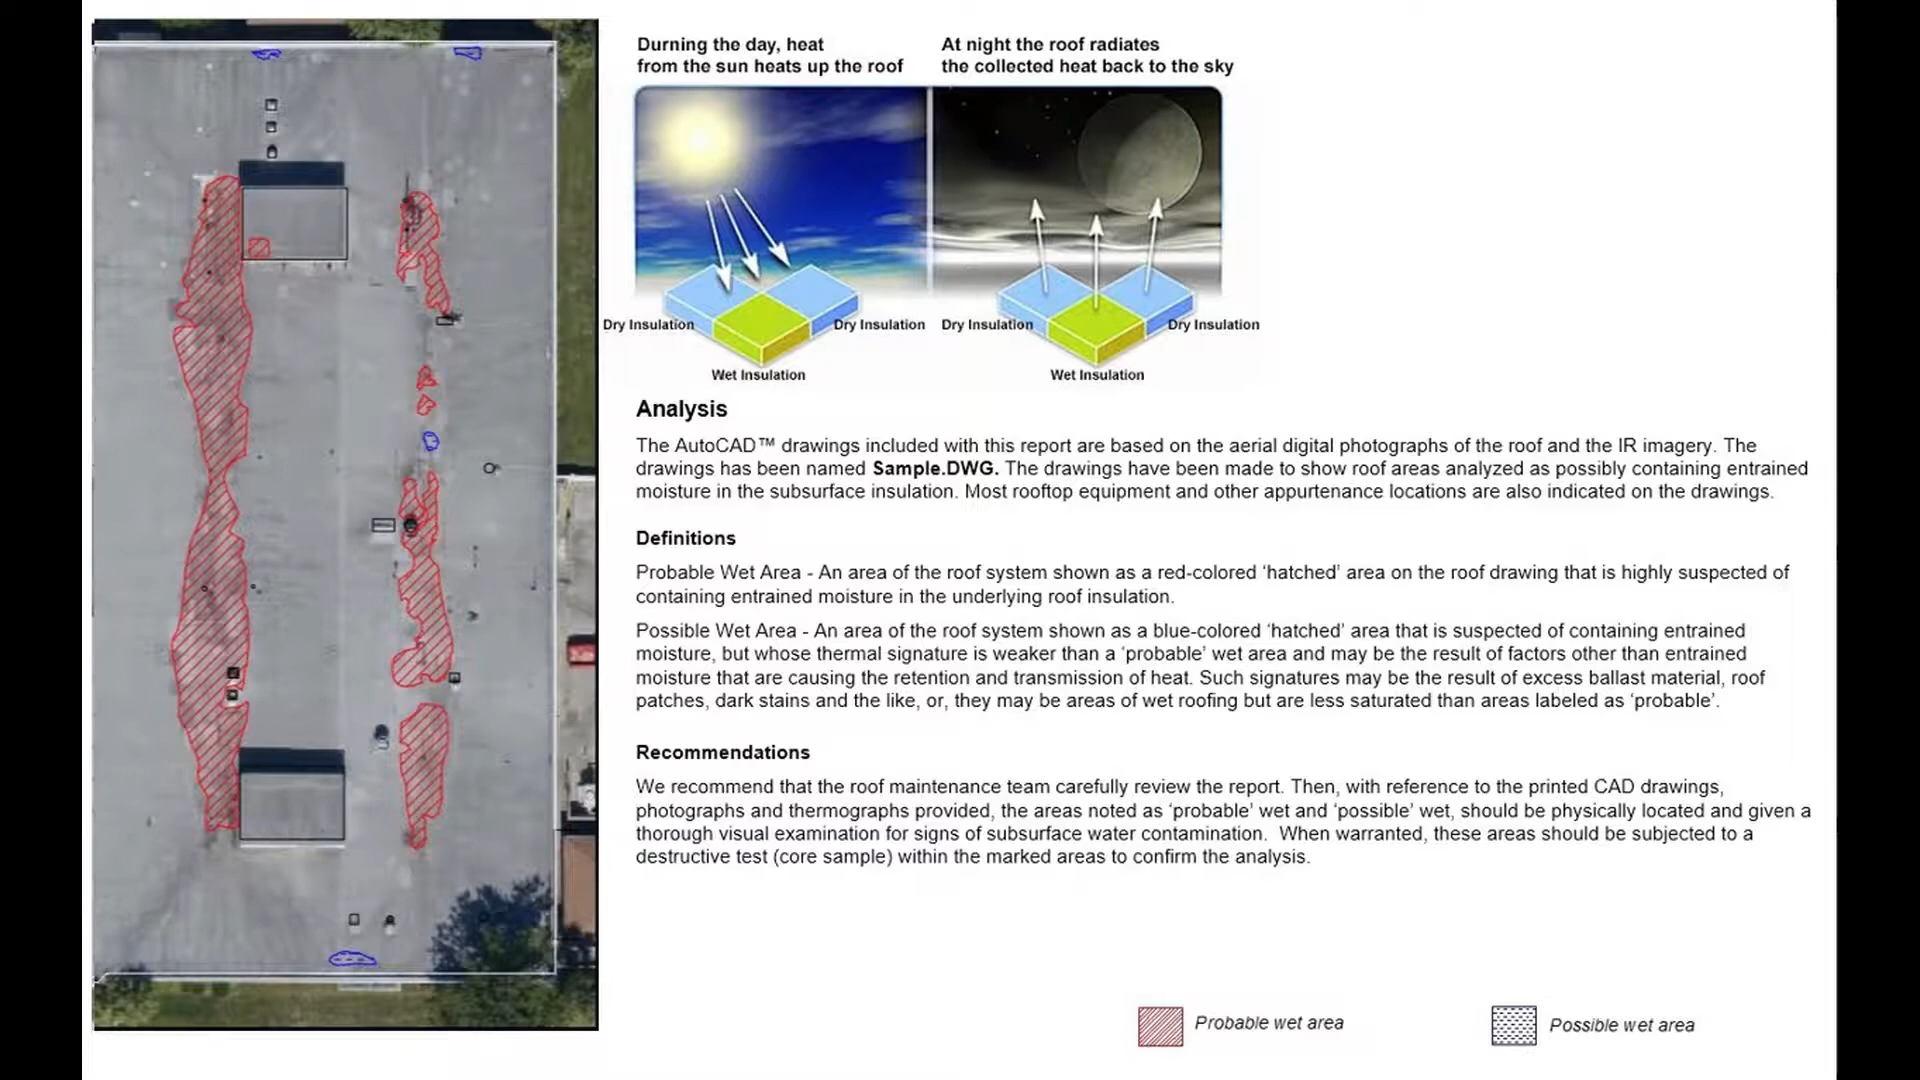 Durning the day, heat
from the sun heats up the roof
At night the roof radiates
the collected heat back to the sky
Dry Insulation
Dry Insulation
Wet Insulation
Dry Insulation
Dry Insulation
Wet Insulation
Analysis
The AutoCAD™ drawings included with this report are based on the aerial digital photographs of the roof and the IR imagery. The
drawings has been named Sample.DWG. The drawings have been made to show roof areas analyzed as possibly containing entrained
moisture in the subsurface insulation. Most rooftop equipment and other appurtenance locations are also indicated on the drawings.
Definitions
Probable Wet Area - An area of the roof system shown as a red-colored ‘hatched’ area on the roof drawing that is highly suspected of
containing entrained moisture in the underlying roof insulation.
Possible Wet Area - An area of the roof system shown as a blue-colored ‘hatched’ area that is suspected of containing entrained
moisture, but whose thermal signature is weaker than a ‘probable’ wet area and may be the result of factors other than entrained
moisture that are causing the retention and transmission of heat. Such signatures may be the result of excess ballast material, roof
patches, dark stains and the like, or, they may be areas of wet roofing but are less saturated than areas labeled as ‘probable’.
Recommendations
We recommend that the roof maintenance team carefully review the report. Then, with reference to the printed CAD drawings,
photographs and thermographs provided, the areas noted as ‘probable’ wet and ‘possible’ wet, should be physically located and given a
thorough visual examination for signs of subsurface water contamination.  When warranted, these areas should be subjected to a
destructive test (core sample) within the marked areas to confirm the analysis.
Probable wet area
Possible wet area